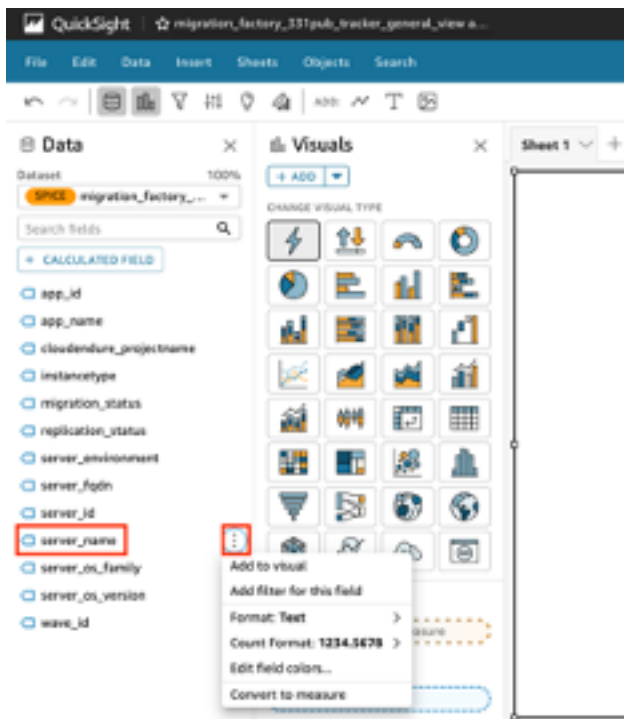 QuickSight migration_factory_331pub_tracker_general_view a...
File Edit Data Insert Sheets Objects Search
ADD:
Data
Dataset 100%
SPICE migration_factory_...
Search fields
+ CALCULATED FIELD
app_id
app_name
cloudendure_projectname
instancetype
migration_status
replication_status
server_environment
server_fqdn
server_id
server_name
server_os_family
server_os_version
wave_id
Visuals
+ ADD
CHANGE VISUAL TYPE
Add to visual
Add filter for this field
Format: Text
Count Format: 1234.5678
Edit field colors...
Convert to measure
Sheet 1